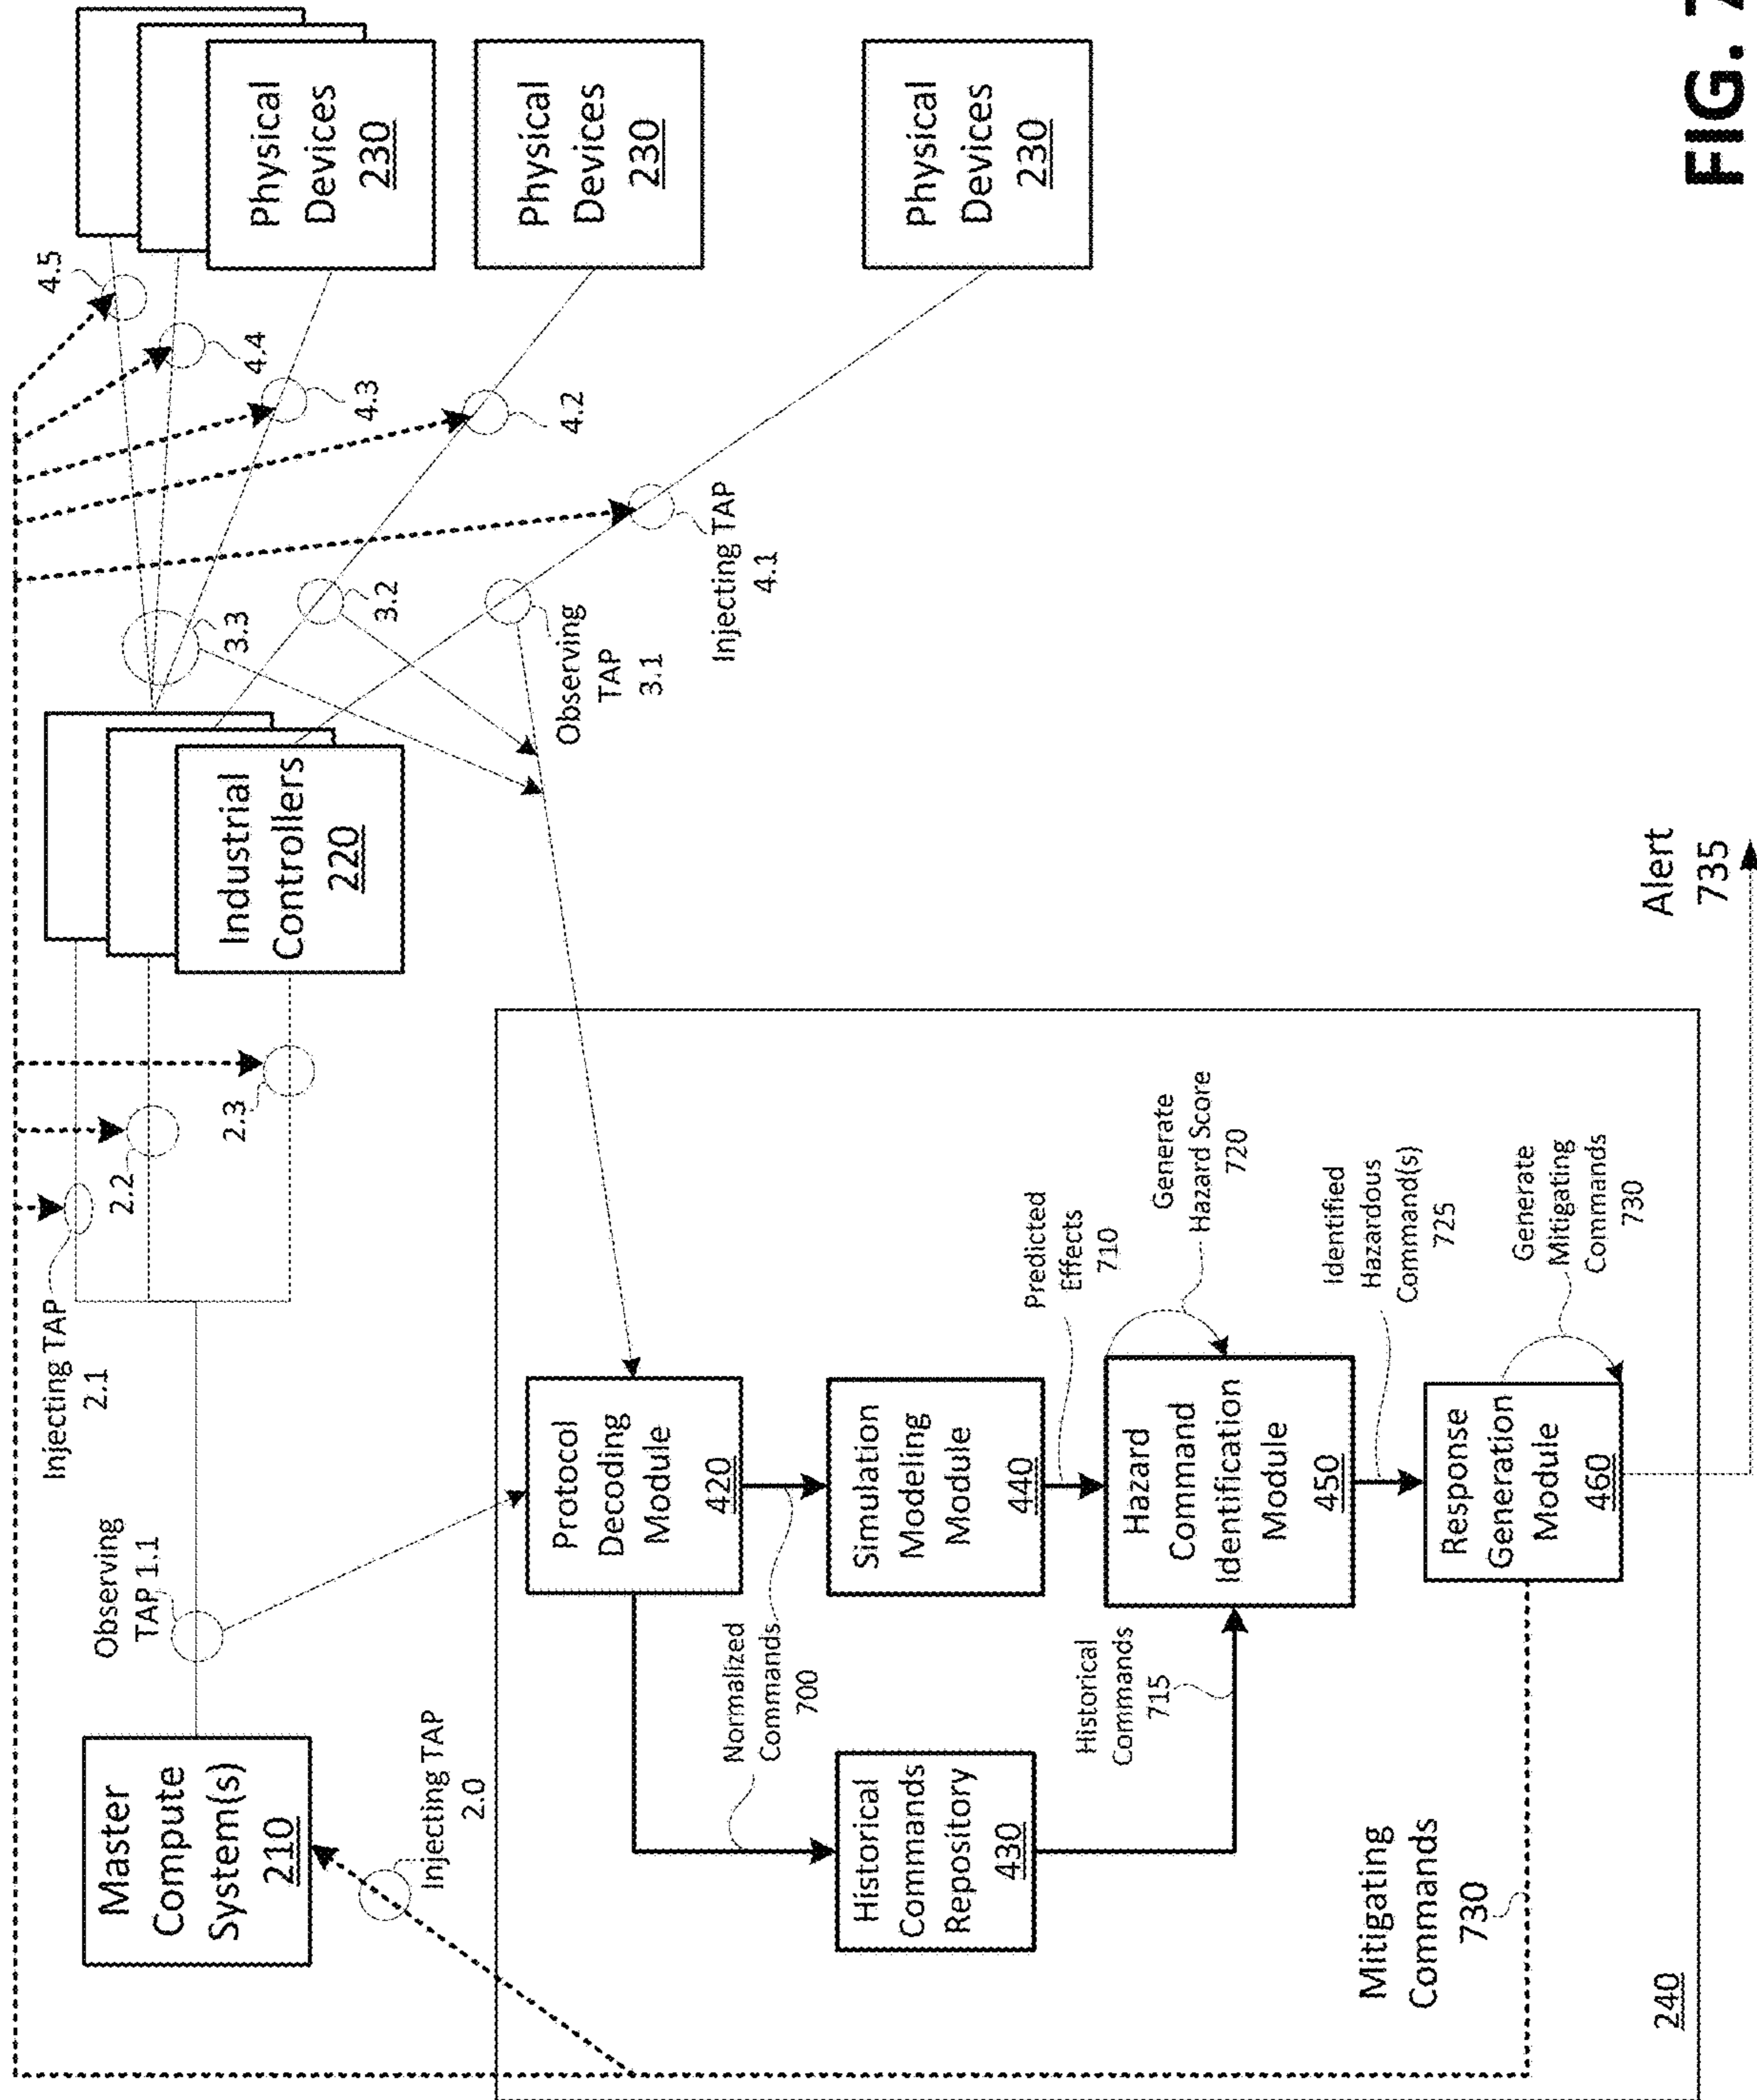 Master
Compute
System(s)
210
Observing
TAP 1.1
Injecting TAP
2.1
2.2
2.3
Industrial
Controllers
220
3.3
3.2
Observing
TAP
3.1
Injecting TAP
4.1
4.5
4.4
4.3
4.2
Physical
Devices
230
Physical
Devices
230
Physical
Devices
230
Injecting TAP
2.0
Protocol
Decoding
Module
420
Normalized
Commands
700
Simulation
Modeling
Module
440
Historical
Commands
Repository
430
Predicted
Effects
710
Historical
Commands
715
Hazard
Command
Identification
Module
450
Generate
Hazard Score
720
Identified
Hazardous
Command(s)
725
Response
Generation
Module
460
Generate
Mitigating
Commands
730
Mitigating
Commands
730
240
Alert
735
FIG. 7